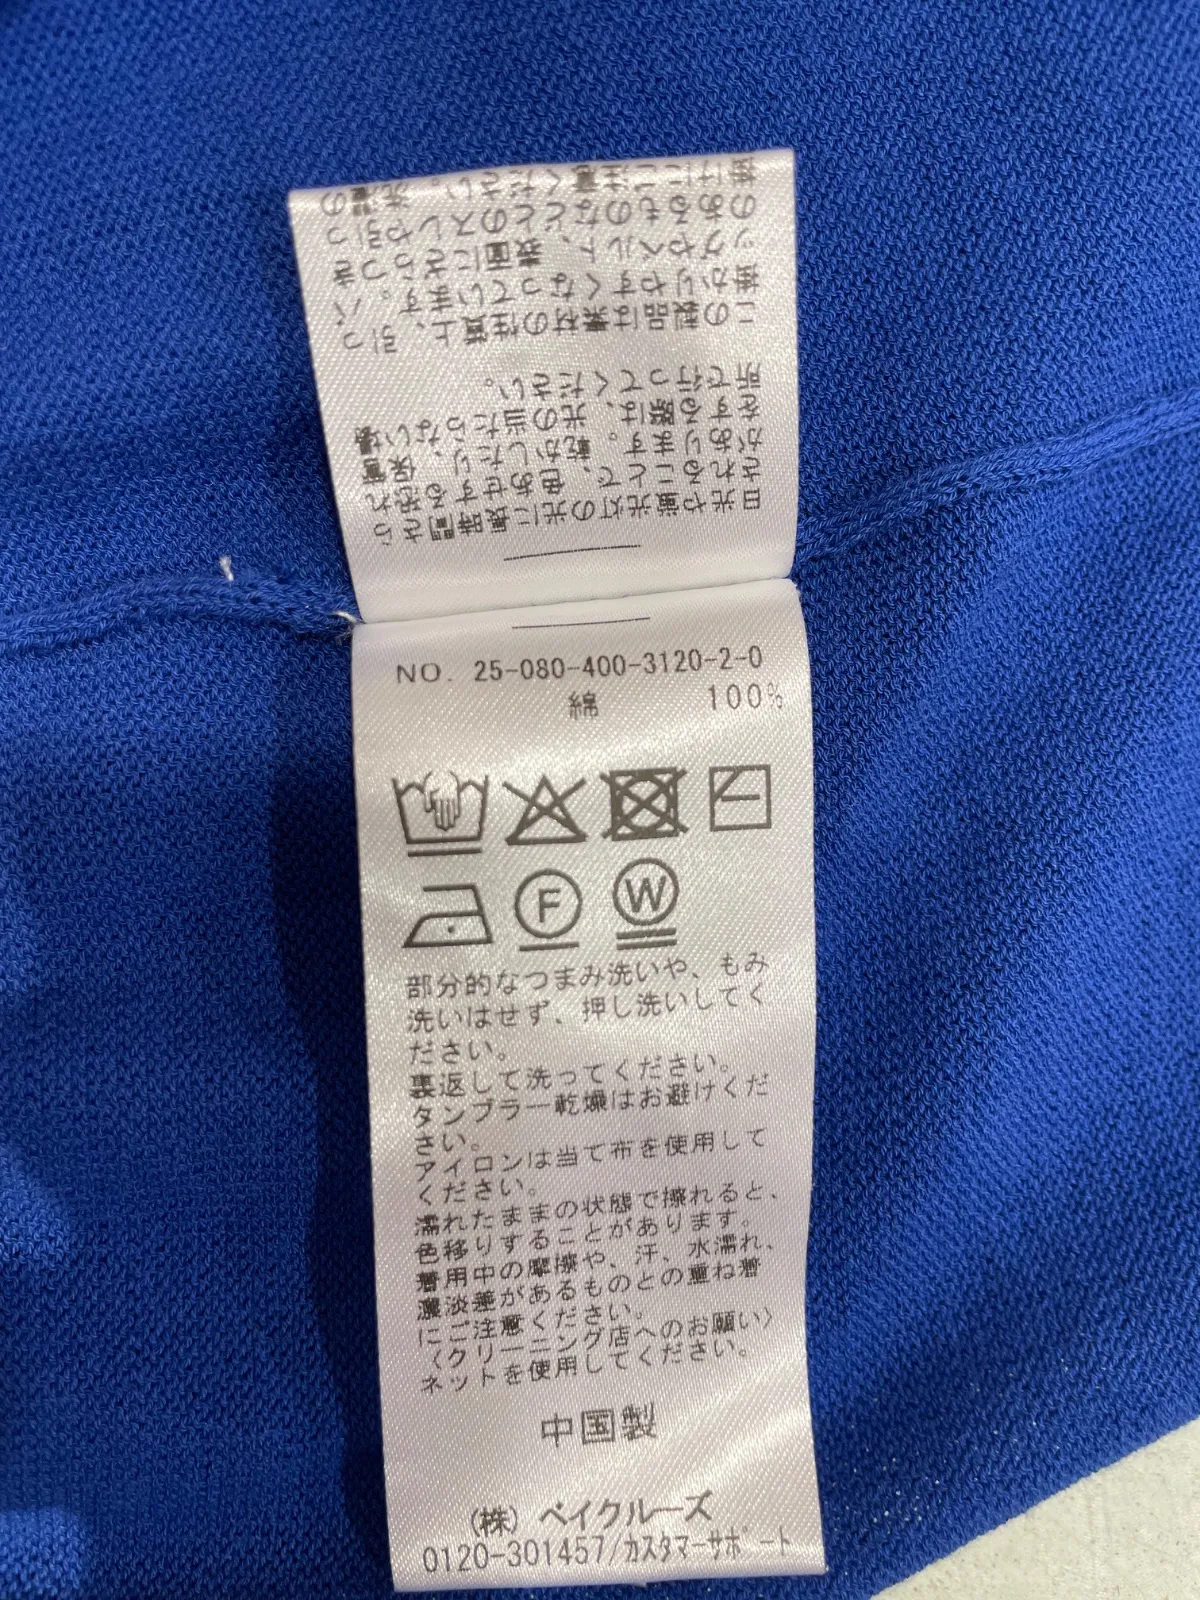 NO. 25-080-400-3120-2-0
綿 100%
F W
部分的なつまみ洗いや、もみ
洗いはせず、押し洗いしてく
ださい。
裏返して洗ってください。
タンブラー乾燥はお避けくだ
さい。
アイロンは当て布を使用して
ください。
濡れたままの状態で擦れると、
色移りすることがあります。
着用中の摩擦や、汗、水濡れ、
濃淡差があるものとの重ね着
にご注意ください。
〈クリーニング店へのお願い〉
ネットを使用してください。
中国製
(株) ベイクルーズ
0120-301457/カスタマーサポート
日光や蛍光灯の光に長時間さら
されることで、色あせする恐れ
があります。乾かしたり、保管
をする際は、光の当たらない場
所で行ってください。
この製品は素材の性質上、引っ
掛かりやすくなっています。バ
ッグやベルト、表面にざらつき
のあるものなどとのスレや引っ
掛けにご注意ください。洗濯の